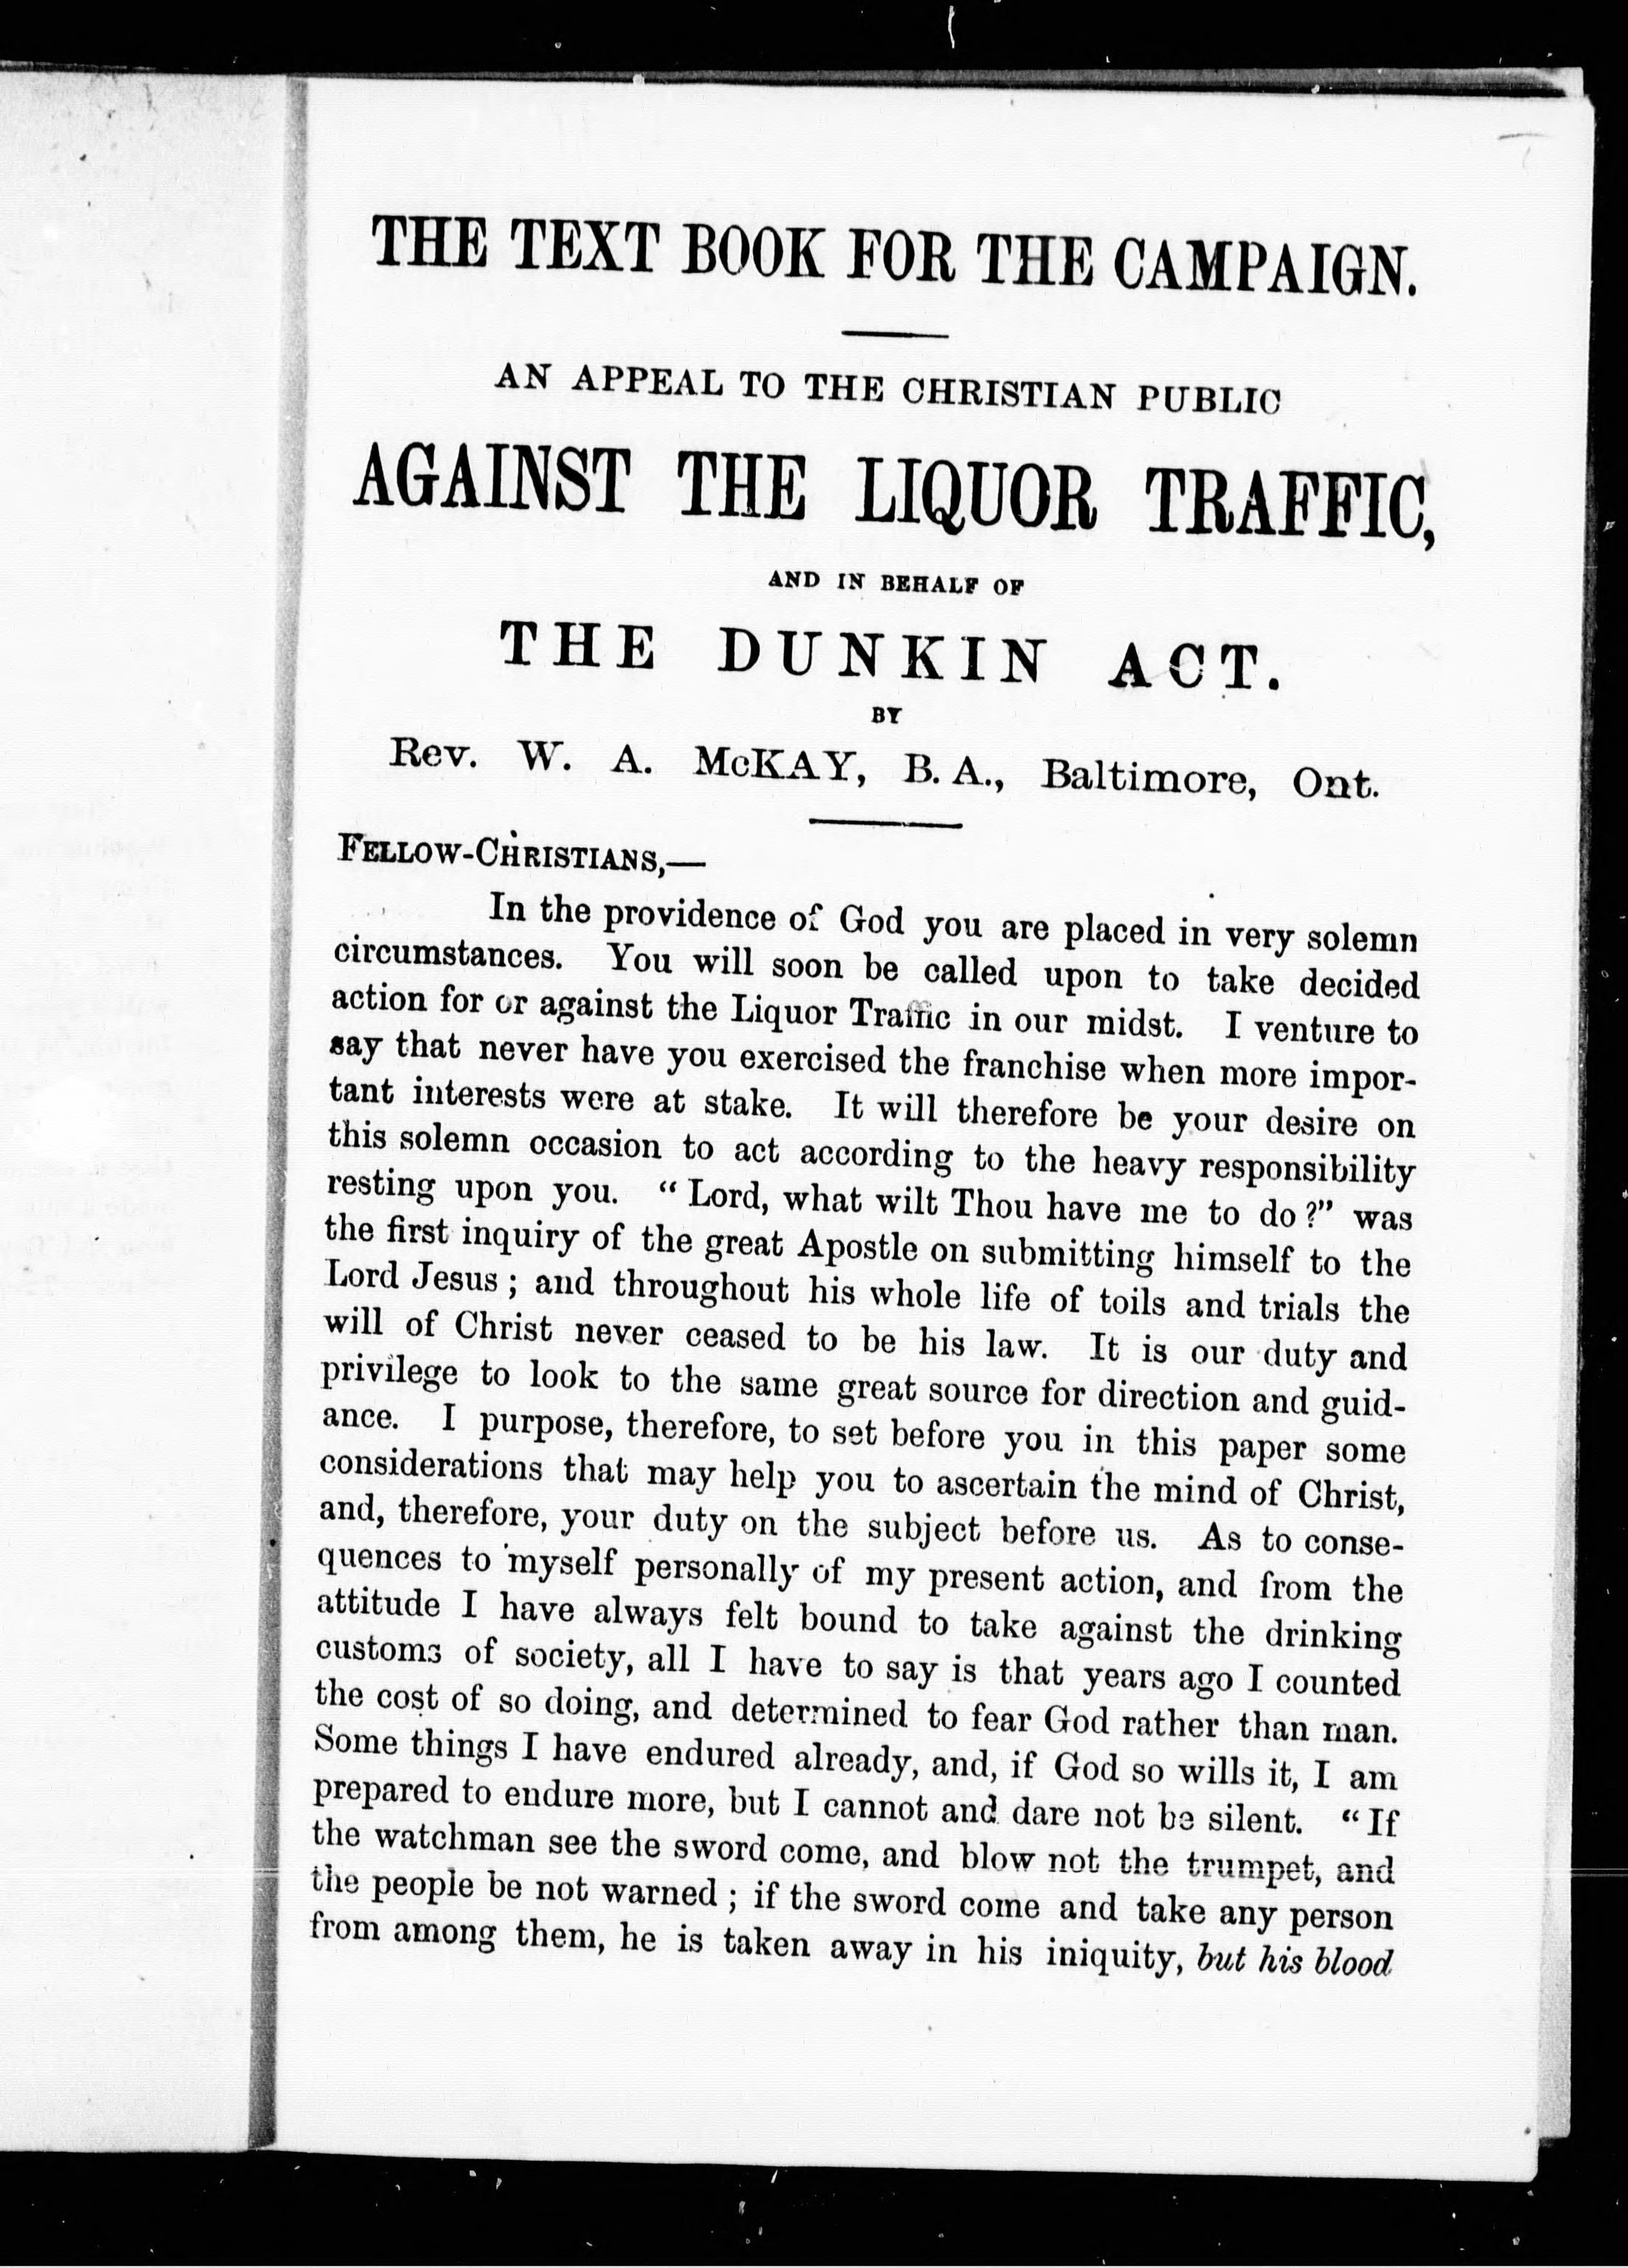 THE TEXT BOOK FOR THE CAMPAIGN.
AN APPEAL TO THE CHRISTIAN PUBLIC
AGAINST THE LIQUOR TRAFFIC,
AND IN BEHALF OF
THE DUNKIN ACT.
BY
Rev. W. A. McKAY, B. A., Baltimore, Ont.
FELLOW-CHRISTIANS,—
In the providence of God you are placed in very solemn
circumstances. You will soon be called upon to take decided
action for or against the Liquor Traffic in our midst. I venture to
say that never have you exercised the franchise when more impor-
tant interests were at stake. It will therefore be your desire on
this solemn occasion to act according to the heavy responsibility
resting upon you. “Lord, what wilt Thou have me to do?” was
the first inquiry of the great Apostle on submitting himself to the
Lord Jesus; and throughout his whole life of toils and trials the
will of Christ never ceased to be his law. It is our duty and
privilege to look to the same great source for direction and guid-
ance. I purpose, therefore, to set before you in this paper some
considerations that may help you to ascertain the mind of Christ,
and, therefore, your duty on the subject before us. As to conse-
quences to myself personally of my present action, and from the
attitude I have always felt bound to take against the drinking
customs of society, all I have to say is that years ago I counted
the cost of so doing, and determined to fear God rather than man.
Some things I have endured already, and, if God so wills it, I am
prepared to endure more, but I cannot and dare not be silent. “If
the watchman see the sword come, and blow not the trumpet, and
the people be not warned; if the sword come and take any person
from among them, he is taken away in his iniquity, but his blood